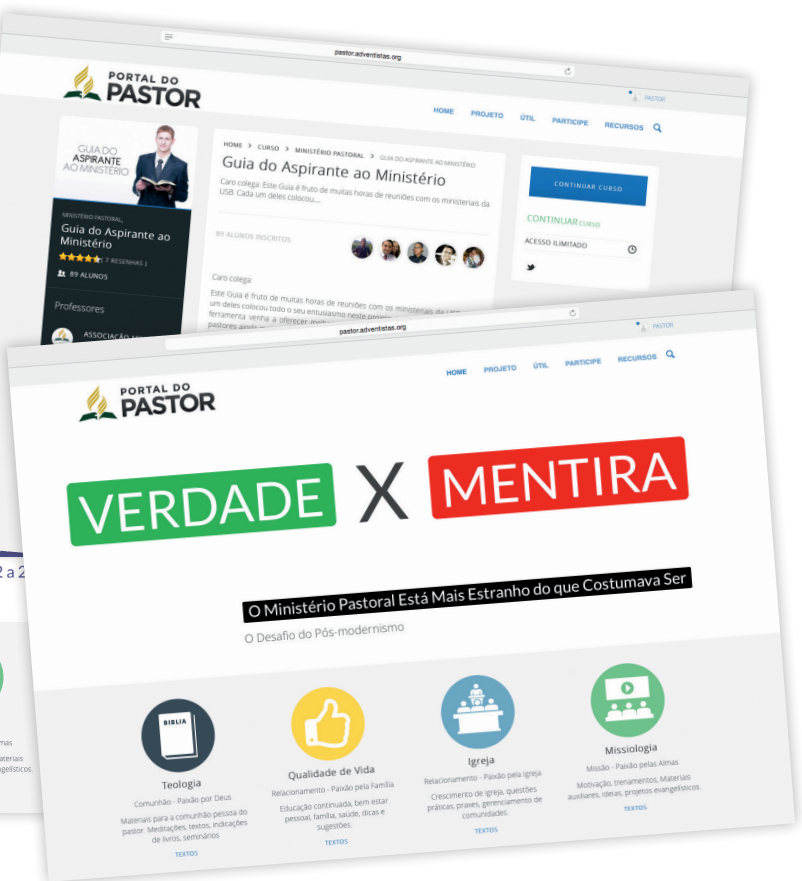 pastor.adventistas.org
PASTOR
PORTAL DO
PASTOR
HOME PROJETO ÚTIL PARTICIPE RECURSOS
GUIA DO
ASPIRANTE
AO MINISTÉRIO
MINISTÉRIO PASTORAL,
Guia do Aspirante ao
Ministério
( 7 RESENHAS )
89 ALUNOS
Professores
HOME > CURSO > MINISTÉRIO PASTORAL > GUIA DO ASPIRANTE AO MINISTÉRIO
Guia do Aspirante ao Ministério
Caro colega: Este Guia é fruto de muitas horas de reuniões com os ministeriais da
USB. Cada um deles colocou....
89 ALUNOS INSCRITOS
Caro colega:
Este Guia é fruto de muitas horas de reuniões com os ministeriais da
um deles colocou todo o seu entusiasmo neste
ferramenta venha a oferecer
pastores
CONTINUAR CURSO
CONTINUAR CURSO
ACESSO ILIMITADO
pastor.adventistas.org
PASTOR
PORTAL DO
PASTOR
HOME PROJETO ÚTIL PARTICIPE RECURSOS
VERDADE X MENTIRA
O Ministério Pastoral Está Mais Estranho do que Costumava Ser
O Desafio do Pós-modernismo
BIBLIA
Teologia
Comunhão - Paixão por Deus
Materiais para a comunhão pessoa do
pastor. Meditações, textos, indicações
de livros, seminários
TEXTOS
Qualidade de Vida
Relacionamento - Paixão pela Família
Educação continuada, bem estar
pessoal, família, saúde, dicas e
sugestões.
TEXTOS
Igreja
Relacionamento - Paixão pela Igreja
Crescimento de igreja, questões
práticas, praxes, gerenciamento de
comunidades.
TEXTOS
Missiologia
Missão - Paixão pelas Almas
Motivação, trenamentos, Materiais
auxiliares, ideias, projetos evangelísticos.
TEXTOS